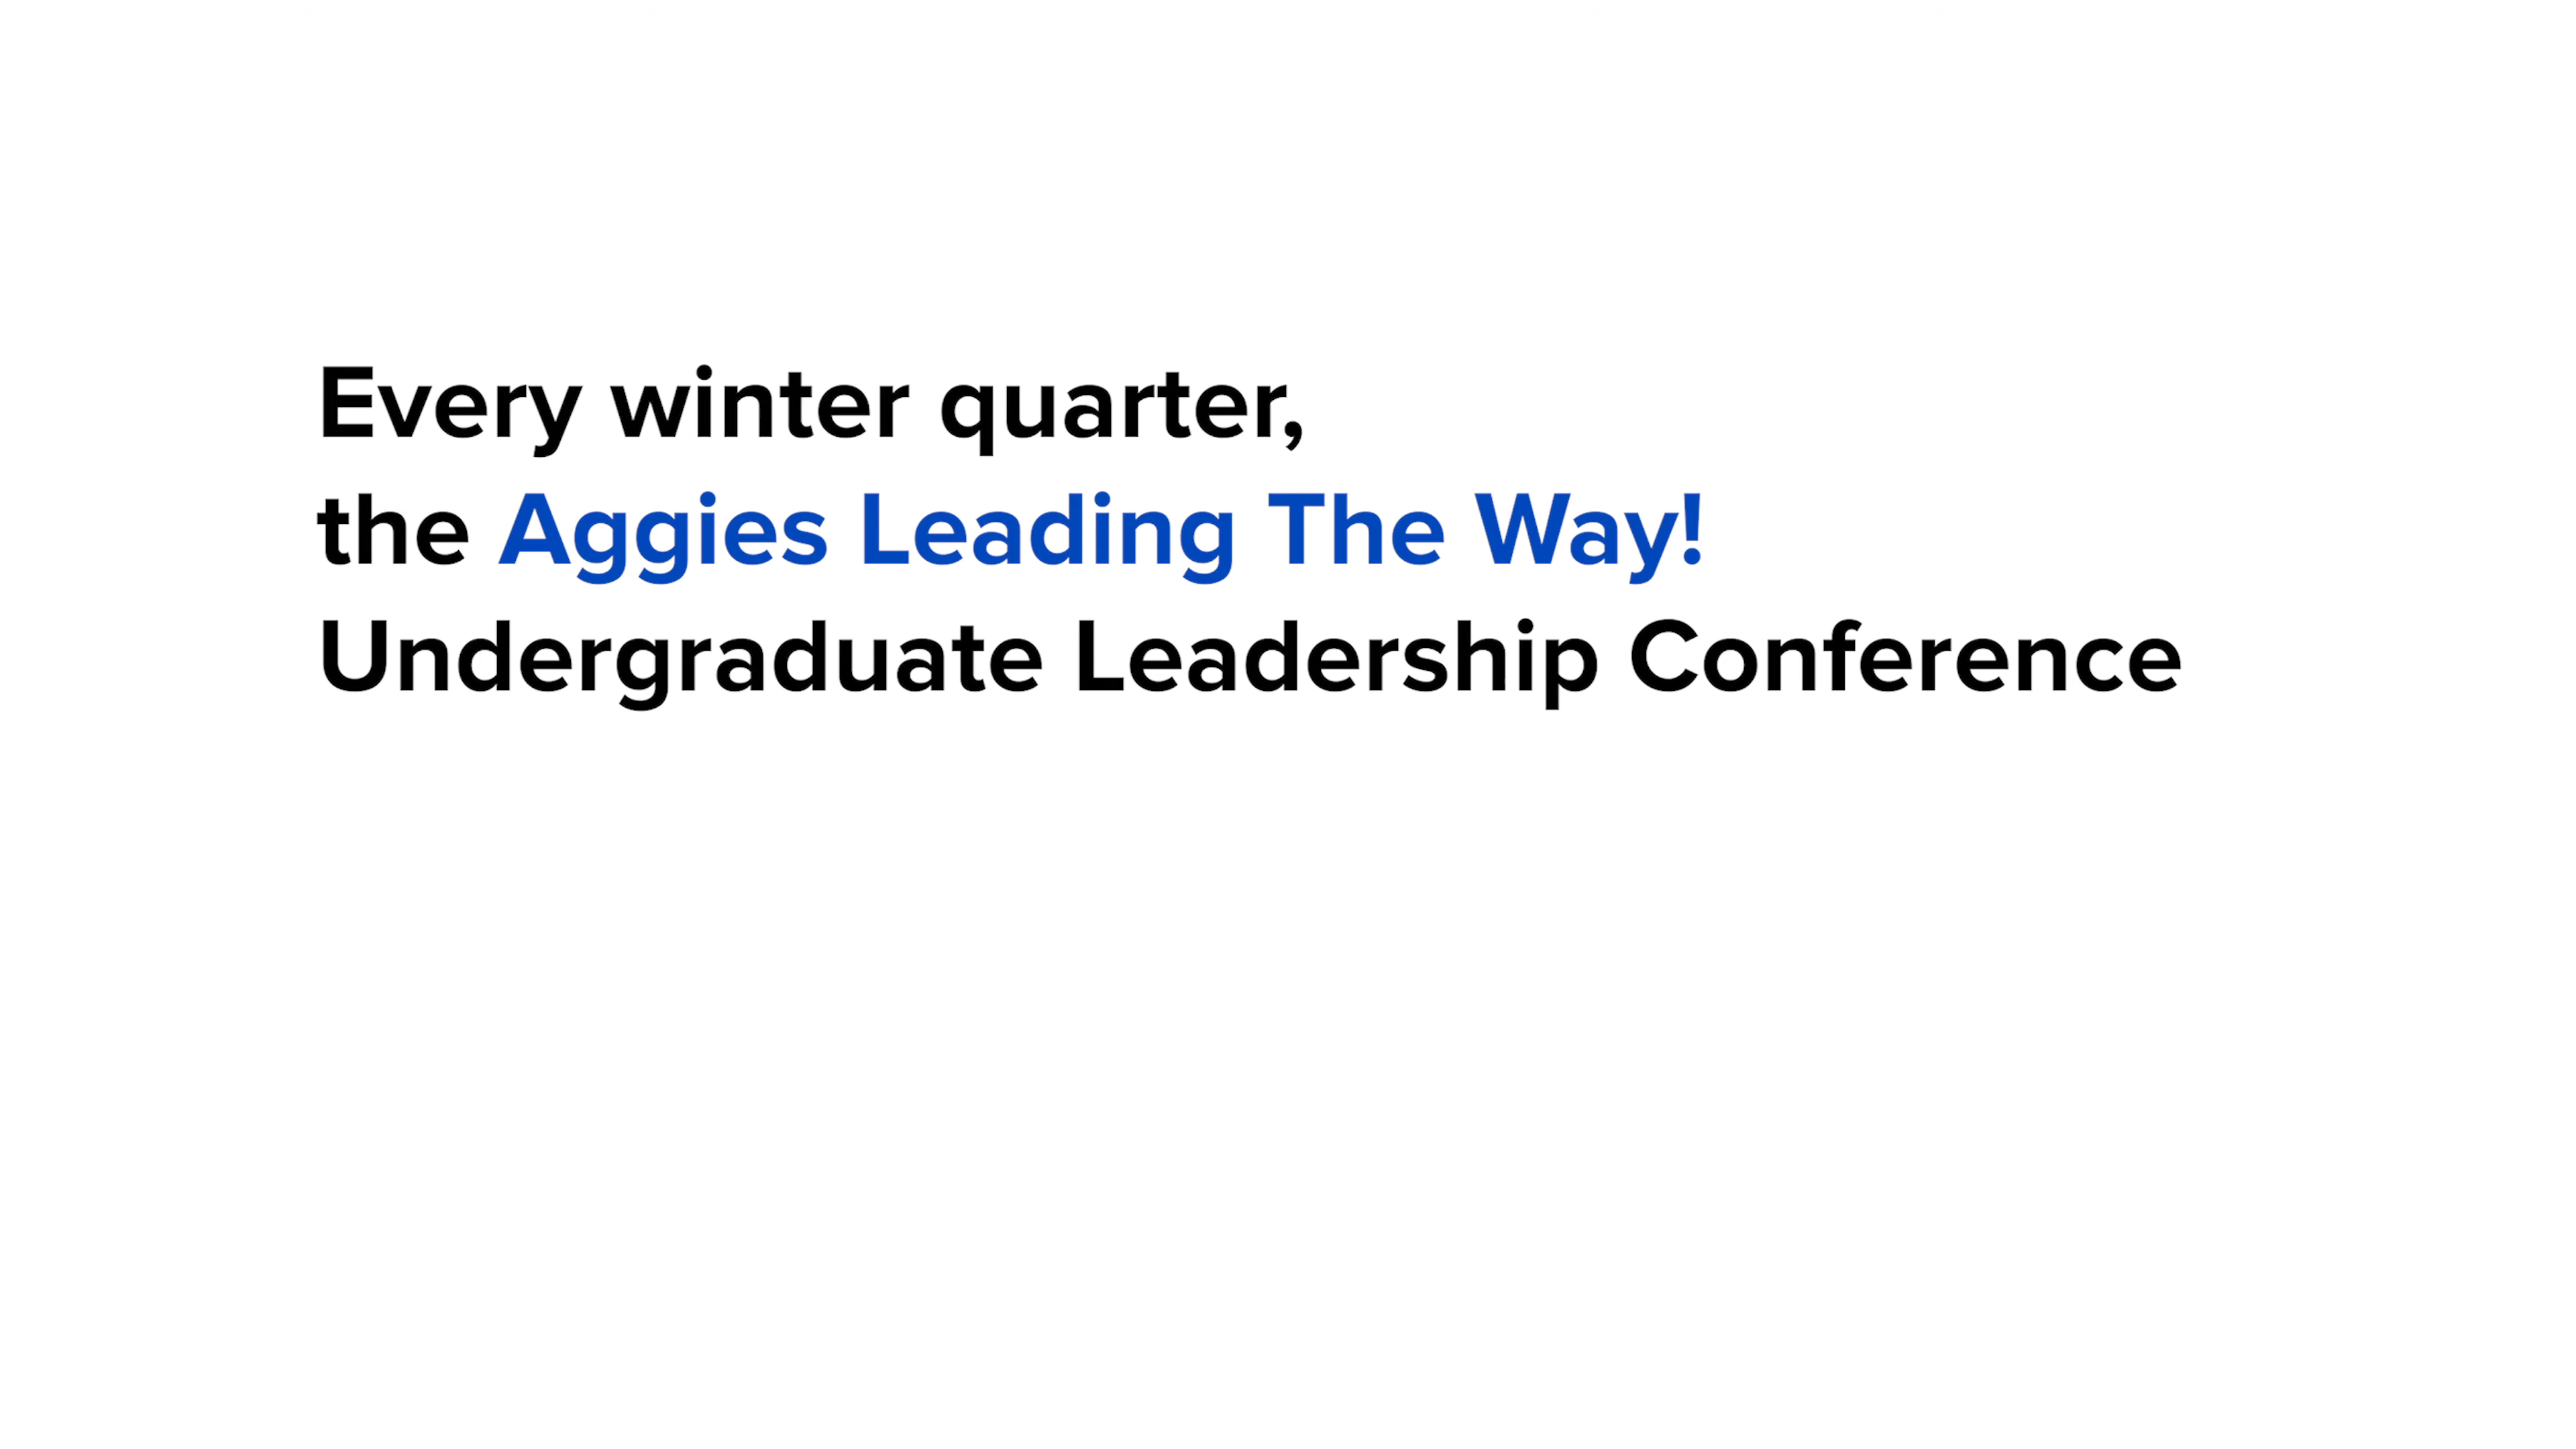 Every winter quarter,
the Aggies Leading The Way!
Undergraduate Leadership Conference